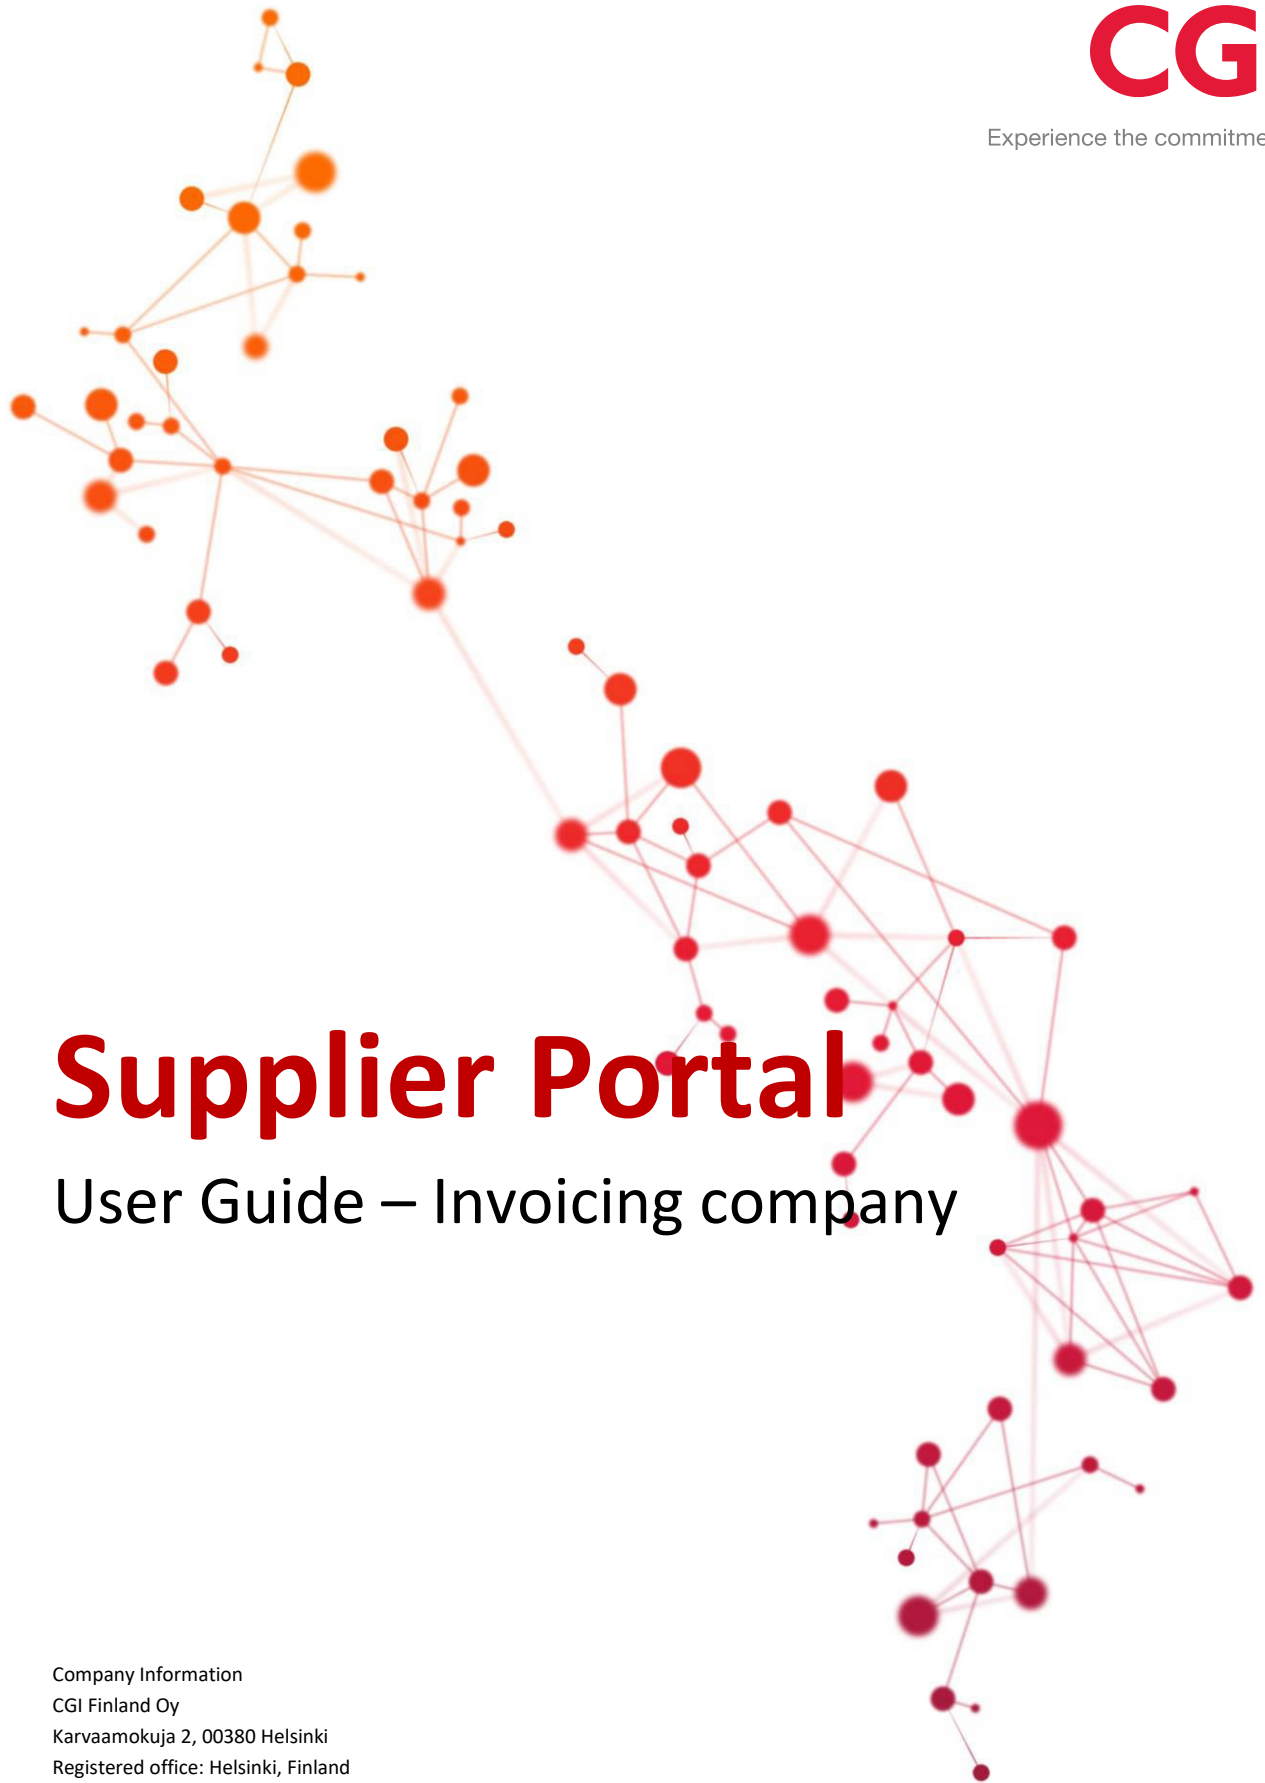 CG
Experience the commitme
Supplier Portal
User Guide – Invoicing company
Company Information
CGI Finland Oy
Karvaamokuja 2, 00380 Helsinki
Registered office: Helsinki, Finland